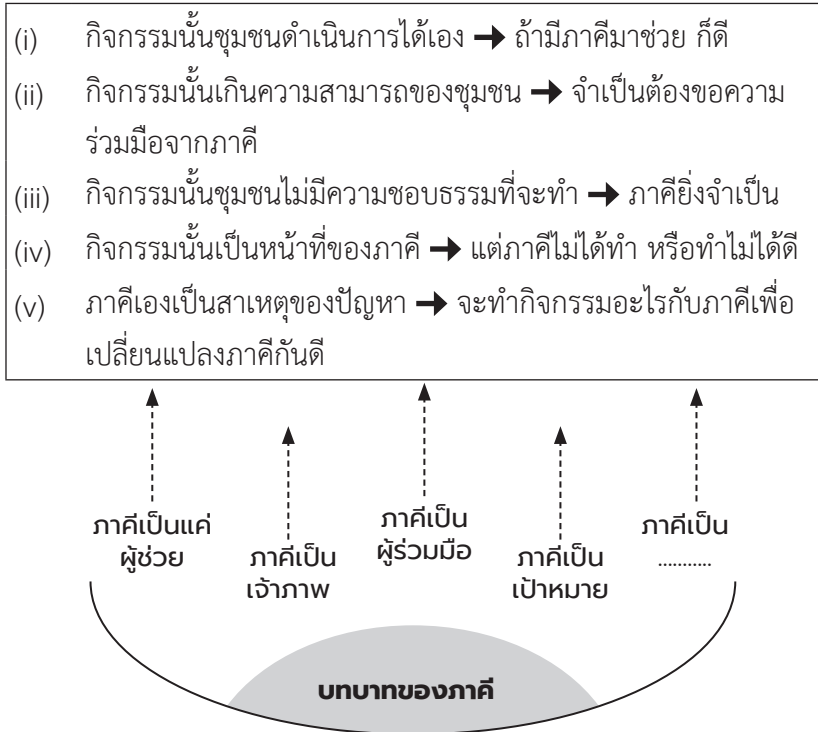 (i) กิจกรรมนั้นชุมชนดำเนินการได้เอง → ถ้ามีภาคีมาช่วย ก็ดี
(ii) กิจกรรมนั้นเกินความสามารถของชุมชน → จำเป็นต้องขอความ
ร่วมมือจากภาคี
(iii) กิจกรรมนั้นชุมชนไม่มีความชอบธรรมที่จะทำ → ภาคียิ่งจำเป็น
(iv) กิจกรรมนั้นเป็นหน้าที่ของภาคี → แต่ภาคีไม่ได้ทำ หรือทำไม่ได้ดี
(v) ภาคีเองเป็นสาเหตุของปัญหา → จะทำกิจกรรมอะไรกับภาคีเพื่อ
เปลี่ยนแปลงภาคีกันดี
ภาคีเป็นแค่
ผู้ช่วย
ภาคีเป็น
เจ้าภาพ
ภาคีเป็น
ผู้ร่วมมือ
ภาคีเป็น
เป้าหมาย
ภาคีเป็น
...........
บทบาทของภาคี